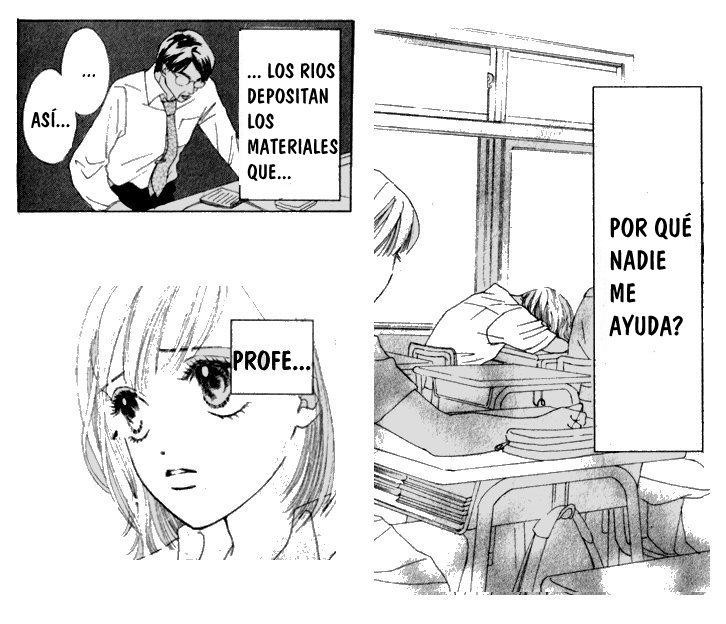 ...
ASÍ...
... LOS RIOS
DEPOSITAN
LOS
MATERIALES
QUE...
PROFE...
POR QUÉ
NADIE
ME
AYUDA?